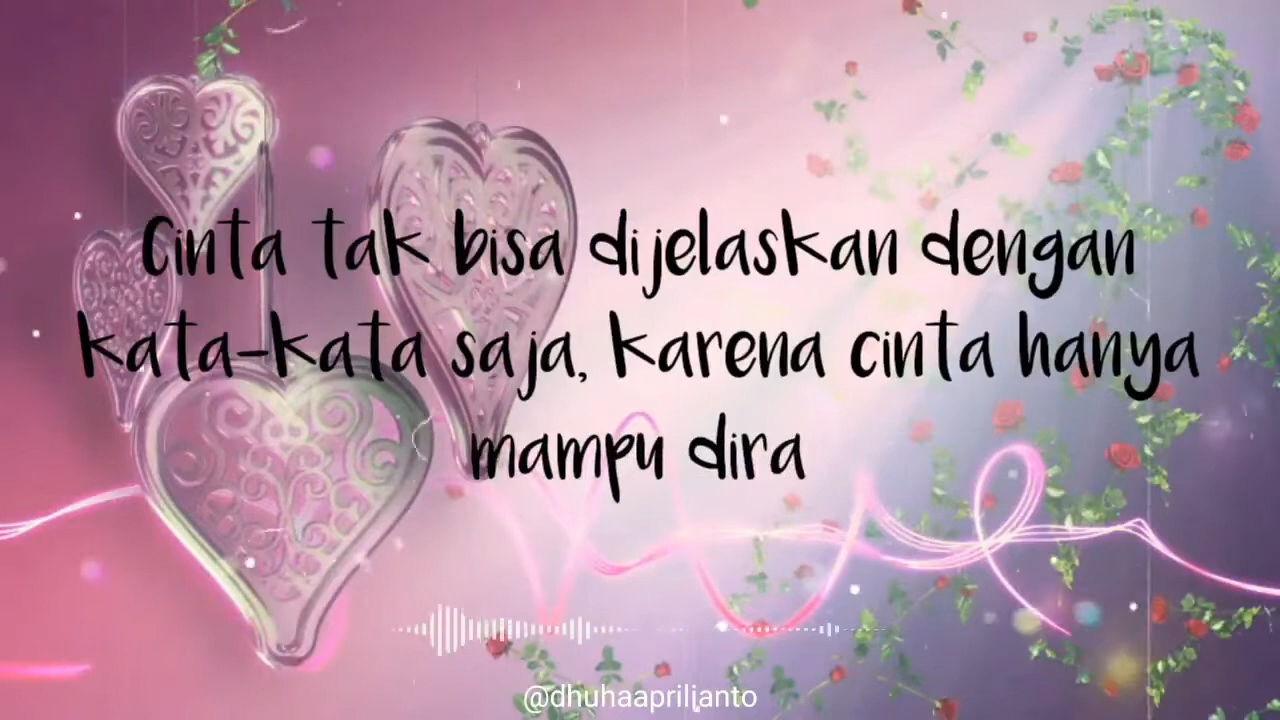 Cinta tak bisa dijelaskan dengan
kata-kata saja, karena cinta hanya
mampu dira
@dhuhaaprilianto